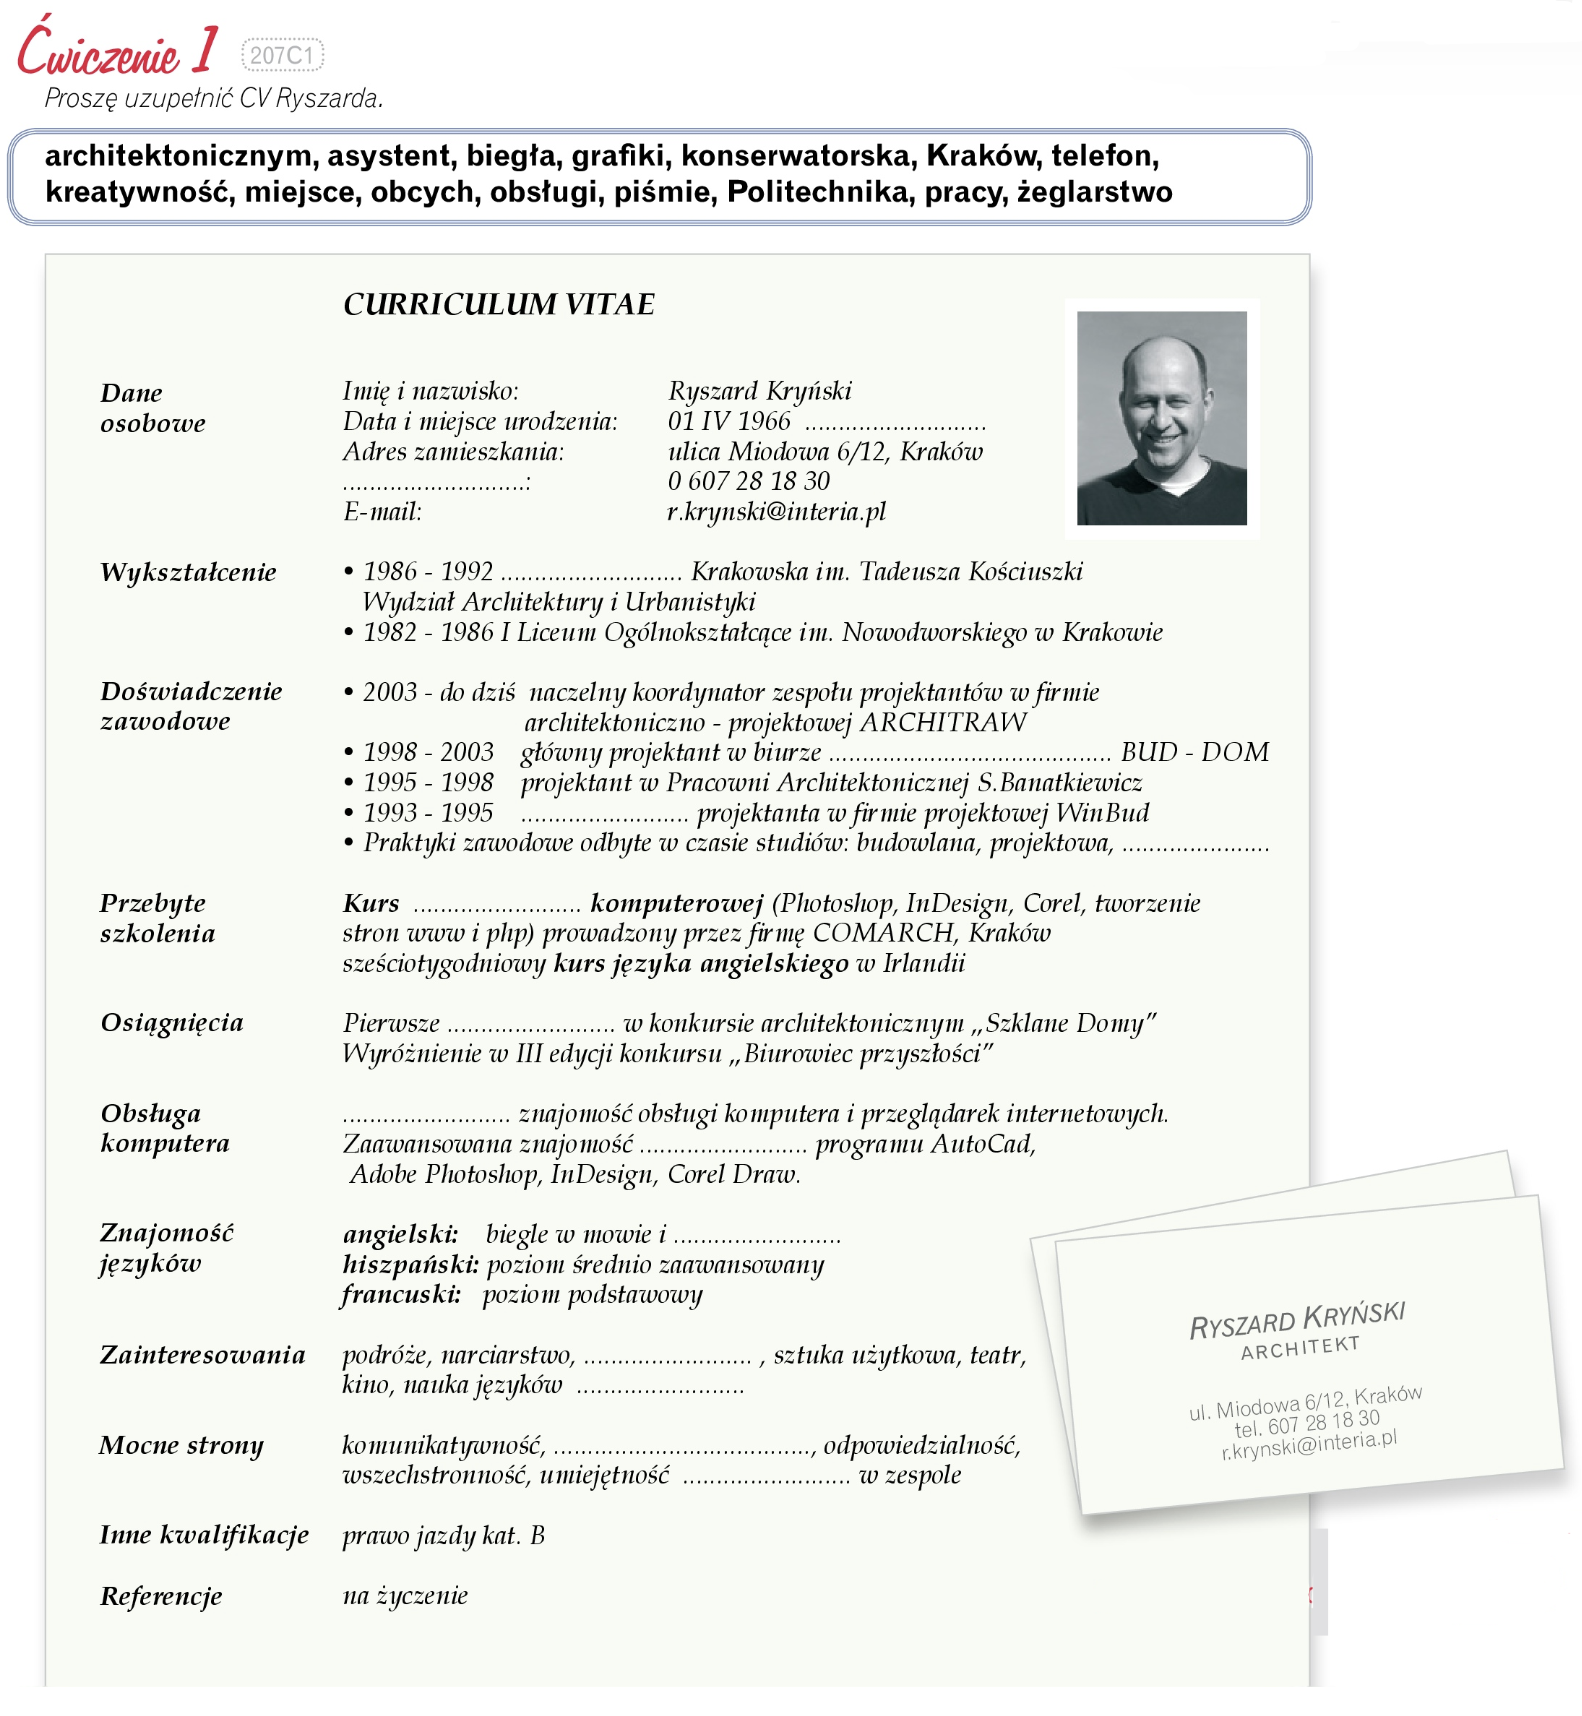 Ćwiczenie 1 207C1
Proszę uzupełnić CV Ryszarda.
architektonicznym, asystent, biegła, grafiki, konserwatorska, Kraków, telefon,
kreatywność, miejsce, obcych, obsługi, piśmie, Politechnika, pracy, żeglarstwo
CURRICULUM VITAE
Dane
osobowe
Imię i nazwisko: Ryszard Kryński
Data i miejsce urodzenia: 01 IV 1966 ...........................
Adres zamieszkania: ulica Miodowa 6/12, Kraków
...........................: 0 607 28 18 30
E-mail: r.krynski@interia.pl
Wykształcenie
• 1986 - 1992 ........................... Krakowska im. Tadeusza Kościuszki
Wydział Architektury i Urbanistyki
• 1982 - 1986 I Liceum Ogólnokształcące im. Nowodworskiego w Krakowie
Doświadczenie
zawodowe
• 2003 - do dziś naczelny koordynator zespołu projektantów w firmie
architektoniczno - projektowej ARCHITRAW
• 1998 - 2003 główny projektant w biurze .......................................... BUD - DOM
• 1995 - 1998 projektant w Pracowni Architektonicznej S.Banatkiewicz
• 1993 - 1995 ......................... projektanta w firmie projektowej WinBud
• Praktyki zawodowe odbyte w czasie studiów: budowlana, projektowa, ......................
Przebyte
szkolenia
Kurs ......................... komputerowej (Photoshop, InDesign, Corel, tworzenie
stron www i php) prowadzony przez firmę COMARCH, Kraków
sześciotygodniowy kurs języka angielskiego w Irlandii
Osiągnięcia
Pierwsze ......................... w konkursie architektonicznym „Szklane Domy”
Wyróżnienie w III edycji konkursu „Biurowiec przyszłości”
Obsługa
komputera
......................... znajomość obsługi komputera i przeglądarek internetowych.
Zaawansowana znajomość ......................... programu AutoCad,
Adobe Photoshop, InDesign, Corel Draw.
Znajomość
języków
angielski: biegle w mowie i .........................
hiszpański: poziom średnio zaawansowany
francuski: poziom podstawowy
Zainteresowania
podróże, narciarstwo, ......................... , sztuka użytkowa, teatr,
kino, nauka języków .........................
Mocne strony
komunikatywność, ......................................, odpowiedzialność,
wszechstronność, umiejętność ......................... w zespole
Inne kwalifikacje prawo jazdy kat. B
Referencje na życzenie
RYSZARD KRYŃSKI
ARCHITEKT
ul. Miodowa 6/12, Kraków
tel. 607 28 18 30
r.krynski@interia.pl